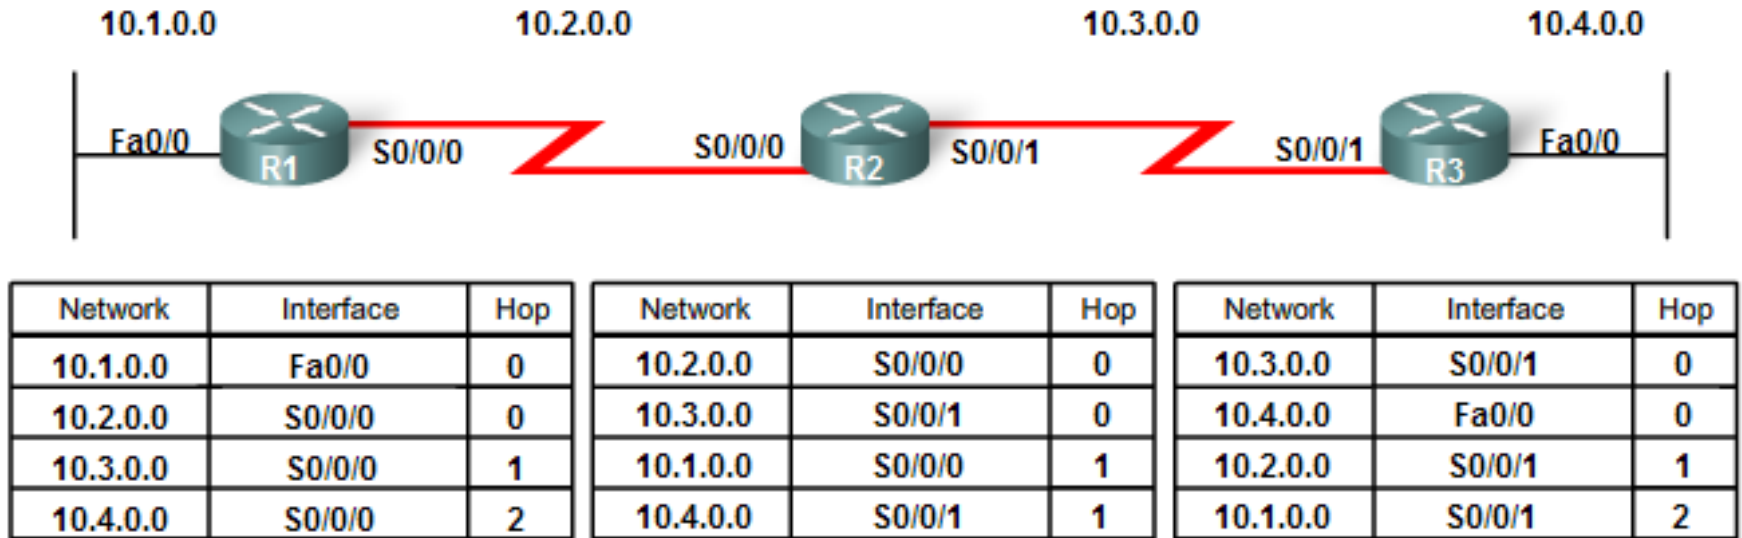 10.1.0.0 10.2.0.0 10.3.0.0 10.4.0.0
Fa0/0 R1 S0/0/0 S0/0/0 R2 S0/0/1 S0/0/1 R3 Fa0/0
Network Interface Hop Network Interface Hop Network Interface Hop
10.1.0.0 Fa0/0 0 10.2.0.0 S0/0/0 0 10.3.0.0 S0/0/1 0
10.2.0.0 S0/0/0 0 10.3.0.0 S0/0/1 0 10.4.0.0 Fa0/0 0
10.3.0.0 S0/0/0 1 10.1.0.0 S0/0/0 1 10.2.0.0 S0/0/1 1
10.4.0.0 S0/0/0 2 10.4.0.0 S0/0/1 1 10.1.0.0 S0/0/1 2